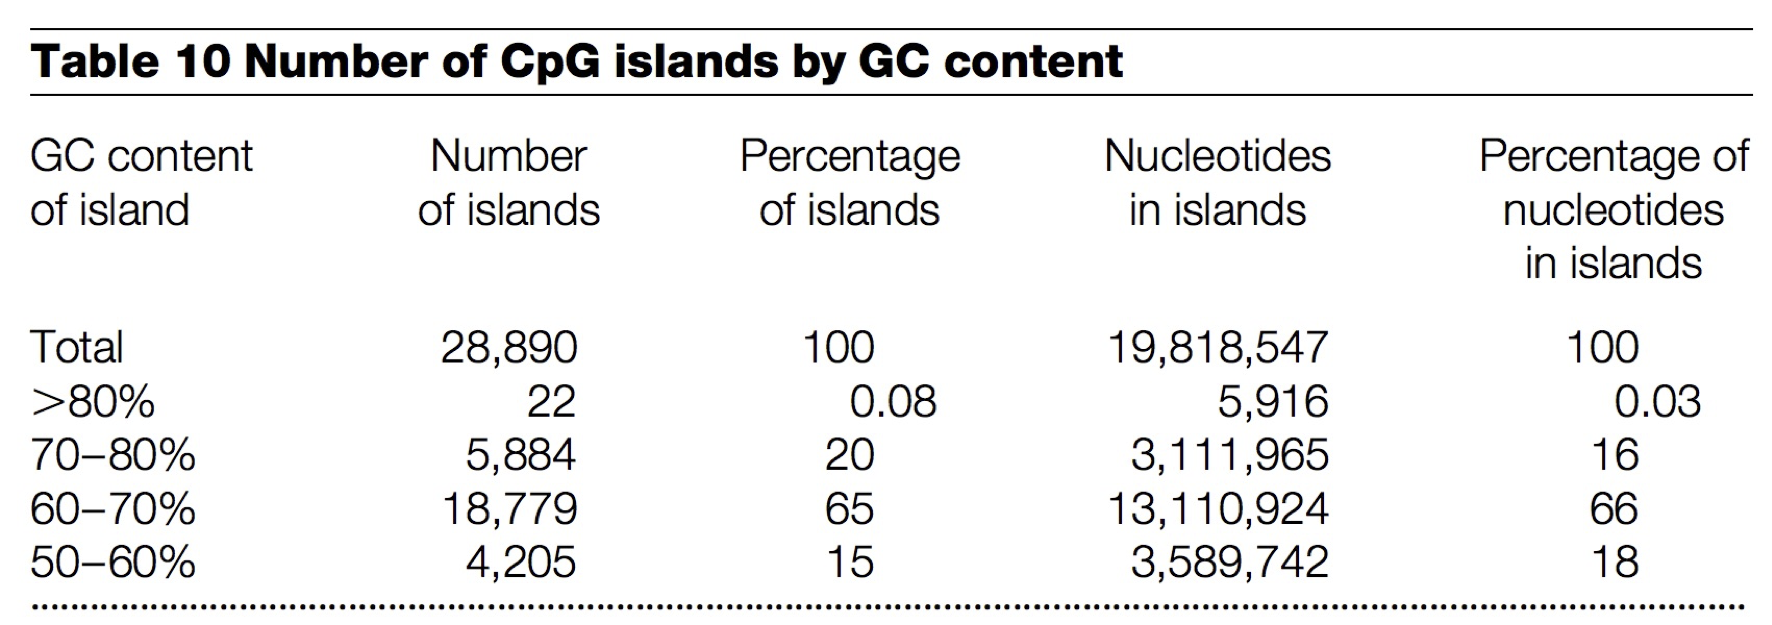 Table 10 Number of CpG islands by GC content
GC content Number Percentage Nucleotides Percentage of
of island of islands of islands in islands nucleotides
in islands
Total 28,890 100 19,818,547 100
>80% 22 0.08 5,916 0.03
70–80% 5,884 20 3,111,965 16
60–70% 18,779 65 13,110,924 66
50–60% 4,205 15 3,589,742 18